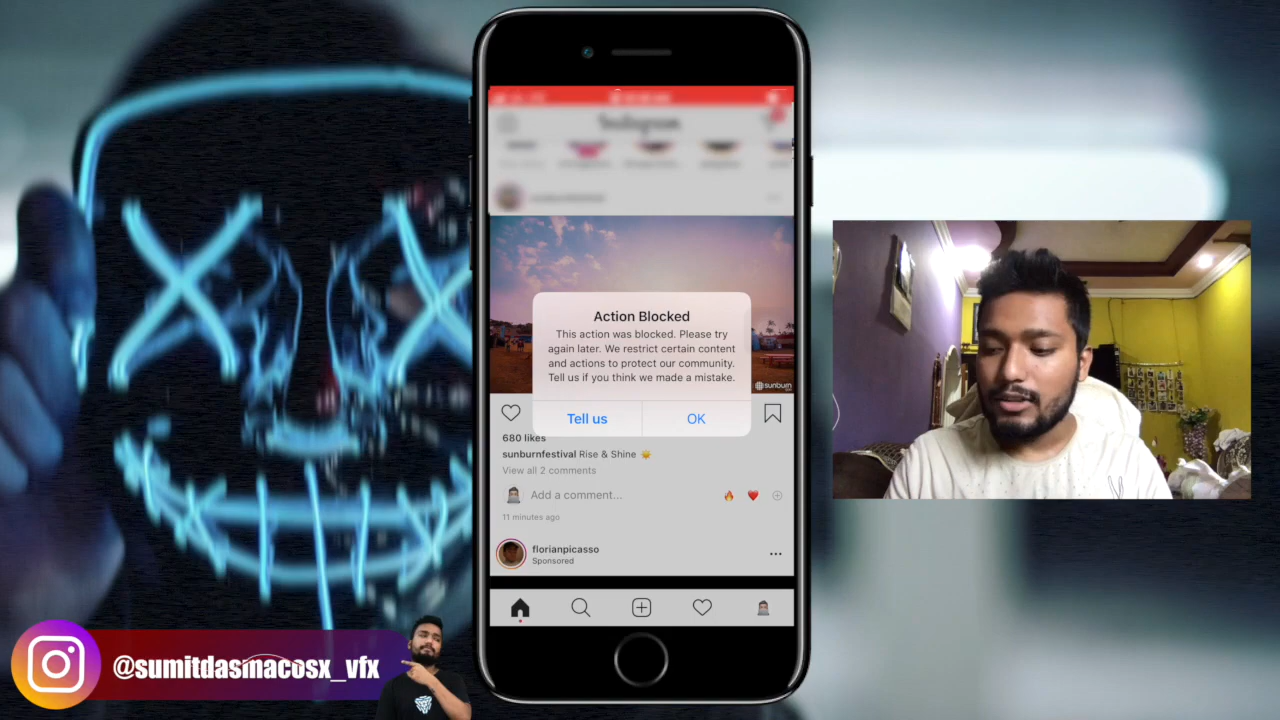 Instagram
Action Blocked
This action was blocked. Please try
again later. We restrict certain content
and actions to protect our community.
Tell us if you think we made a mistake.
Tell us
OK
sunburn
680 likes
sunburnfestival Rise & Shine
View all 2 comments
Add a comment...
11 minutes ago
florianpicasso
Sponsored
@sumitdasmacosx_vfx